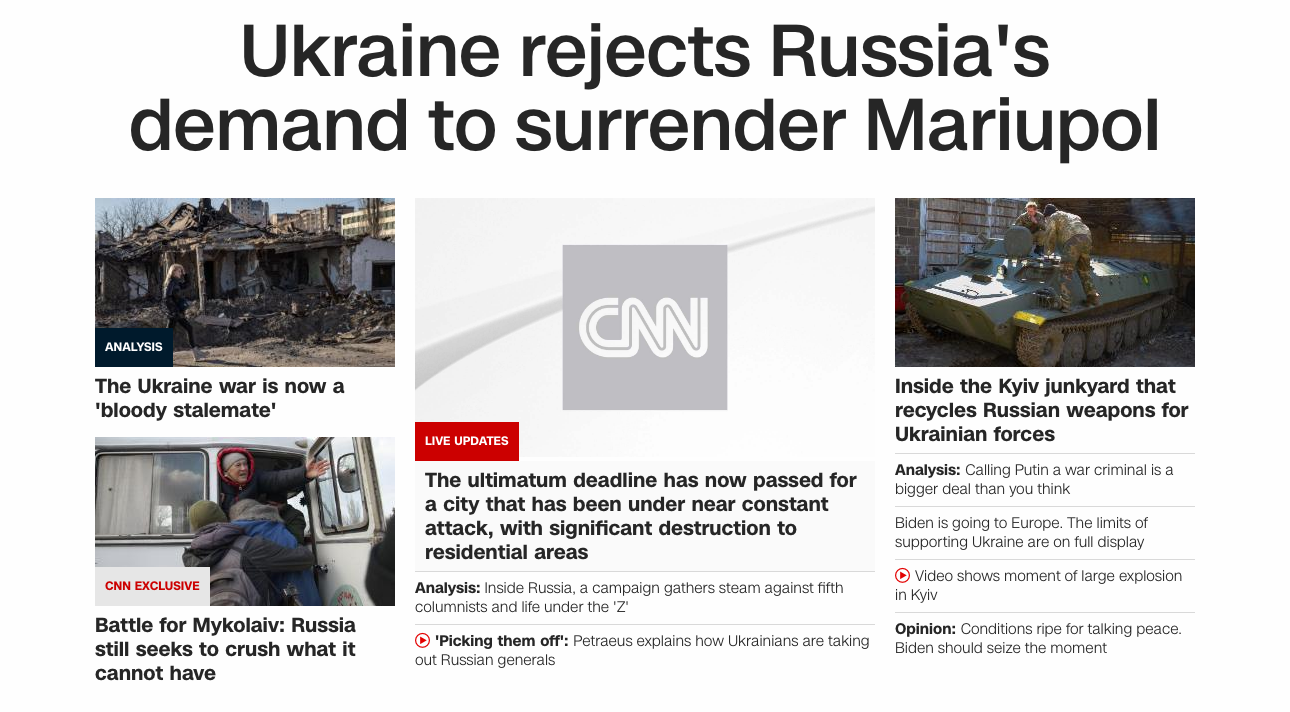 Ukraine rejects Russia's
demand to surrender Mariupol
ANALYSIS
The Ukraine war is now a
'bloody stalemate'
CNN EXCLUSIVE
Battle for Mykolaiv: Russia
still seeks to crush what it
cannot have
CNN
LIVE UPDATES
The ultimatum deadline has now passed for
a city that has been under near constant
attack, with significant destruction to
residential areas
Analysis: Inside Russia, a campaign gathers steam against fifth
columnists and life under the 'Z'
'Picking them off': Petraeus explains how Ukrainians are taking
out Russian generals
Inside the Kyiv junkyard that
recycles Russian weapons for
Ukrainian forces
Analysis: Calling Putin a war criminal is a
bigger deal than you think
Biden is going to Europe. The limits of
supporting Ukraine are on full display
Video shows moment of large explosion
in Kyiv
Opinion: Conditions ripe for talking peace.
Biden should seize the moment